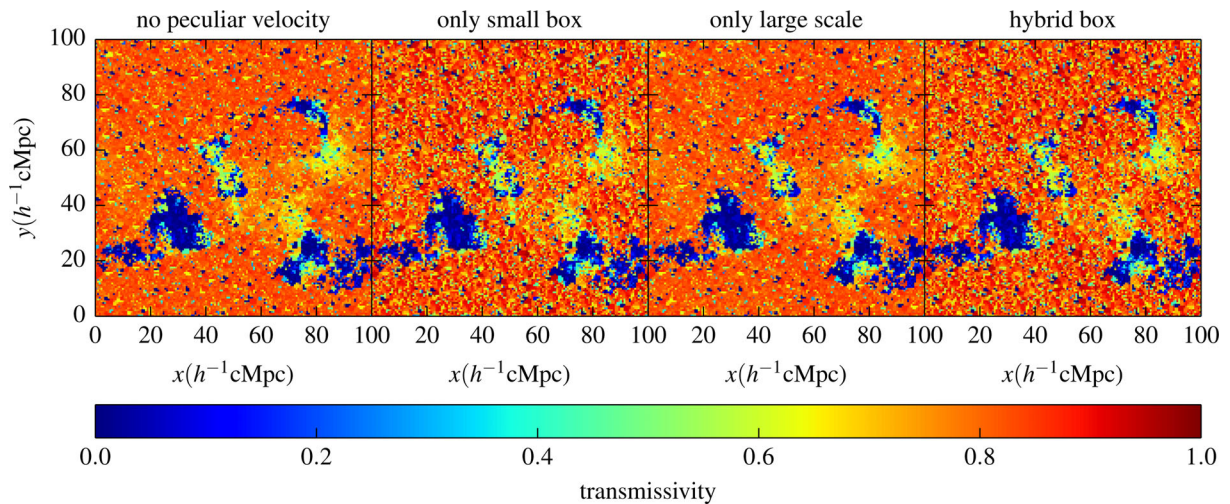 no peculiar velocity only small box only large scale hybrid box
100
80
60
40
20
0
y(h⁻¹cMpc)
0 20 40 60 80 100 20 40 60 80 100 20 40 60 80 100 20 40 60 80 100
x(h⁻¹cMpc) x(h⁻¹cMpc) x(h⁻¹cMpc) x(h⁻¹cMpc)
0.0 0.2 0.4 0.6 0.8 1.0
transmissivity